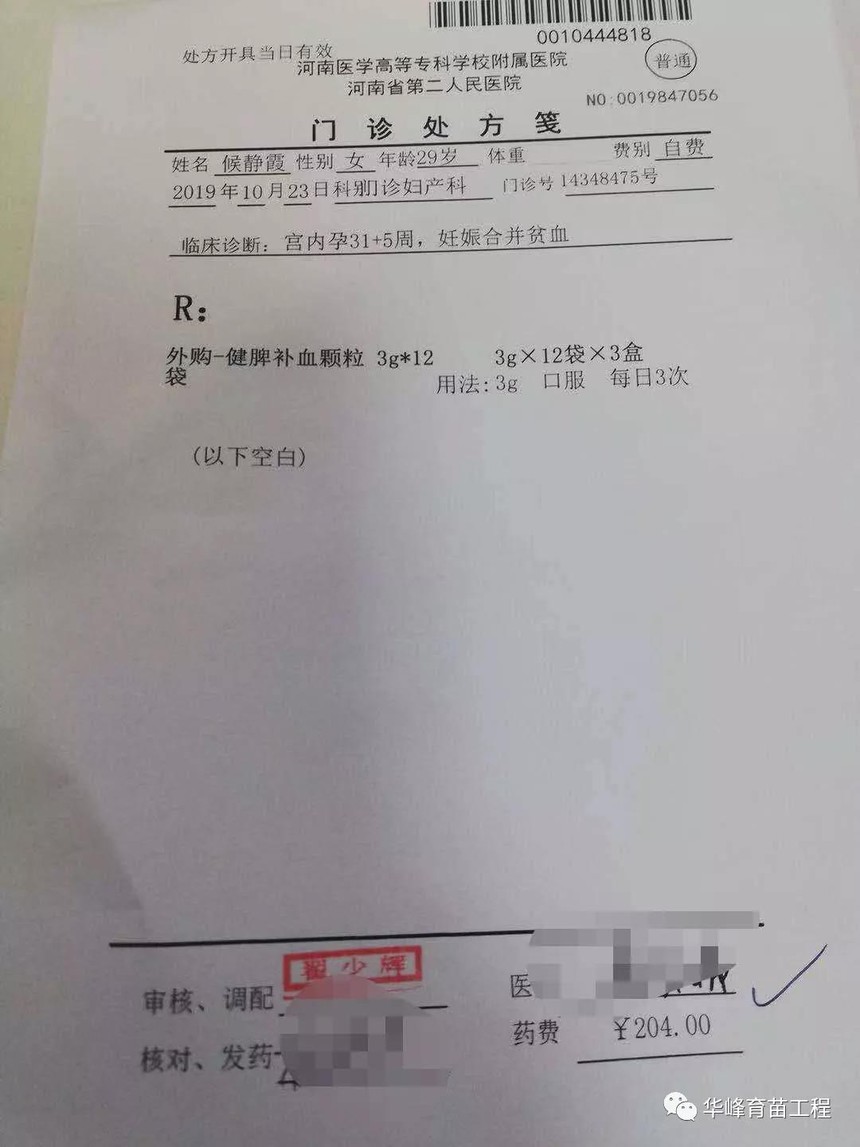 0010444818
处方开具当日有效
河南医学高等专科学校附属医院
普通
河南省第二人民医院
NO:0019847056
门诊处方笺
姓名 候静霞 性别 女 年龄29岁 体重 费别 自费
2019年10月23日科别门诊妇产科 门诊号 14348475号
临床诊断：宫内孕31+5周，妊娠合并贫血
R：
外购-健脾补血颗粒 3g*12 3g×12袋×3盒
袋
用法：3g 口服 每日3次
(以下空白)
翟少辉
审核、调配 医
核对、发药 药费 ¥204.00
华峰育苗工程